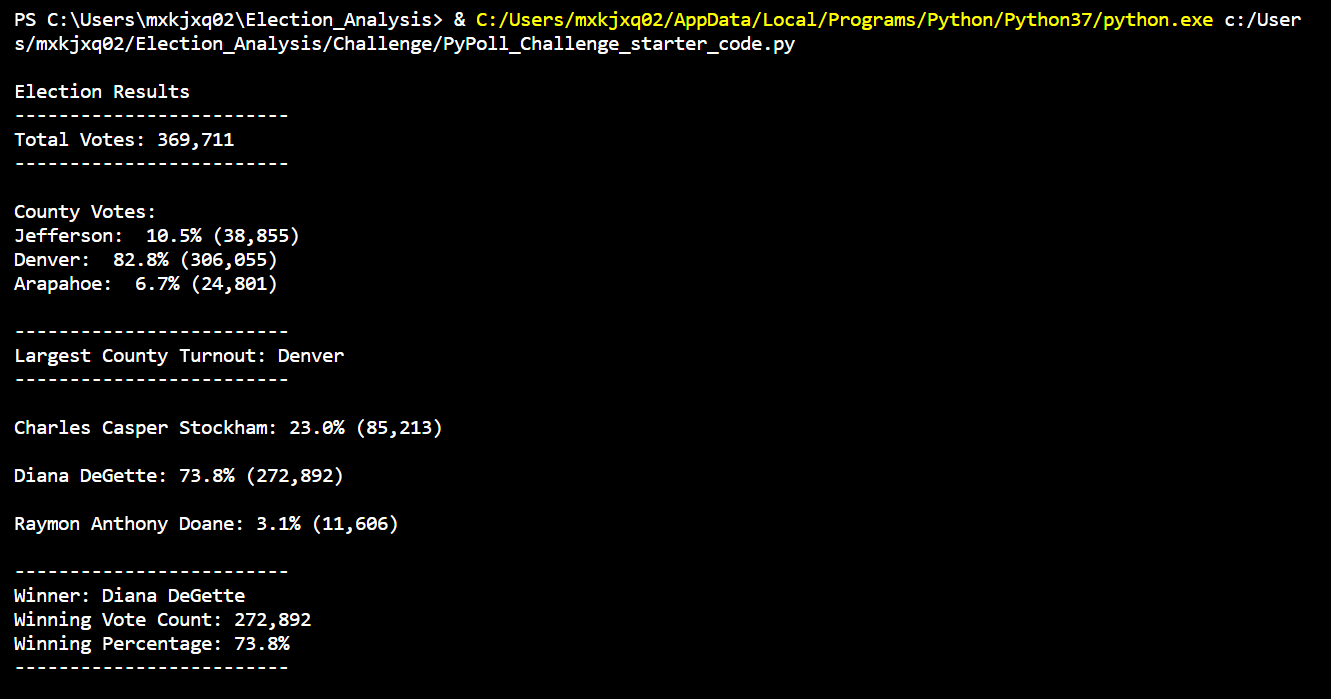 PS C:\Users\mxkjxq02\Election_Analysis> & C:/Users/mxkjxq02/AppData/Local/Programs/Python/Python37/python.exe c:/User
s/mxkjxq02/Election_Analysis/Challenge/PyPoll_Challenge_starter_code.py
Election Results
-------------------------
Total Votes: 369,711
-------------------------
County Votes:
Jefferson:  10.5% (38,855)
Denver:  82.8% (306,055)
Arapahoe:  6.7% (24,801)
-------------------------
Largest County Turnout: Denver
-------------------------
Charles Casper Stockham: 23.0% (85,213)
Diana DeGette: 73.8% (272,892)
Raymon Anthony Doane: 3.1% (11,606)
-------------------------
Winner: Diana DeGette
Winning Vote Count: 272,892
Winning Percentage: 73.8%
-------------------------